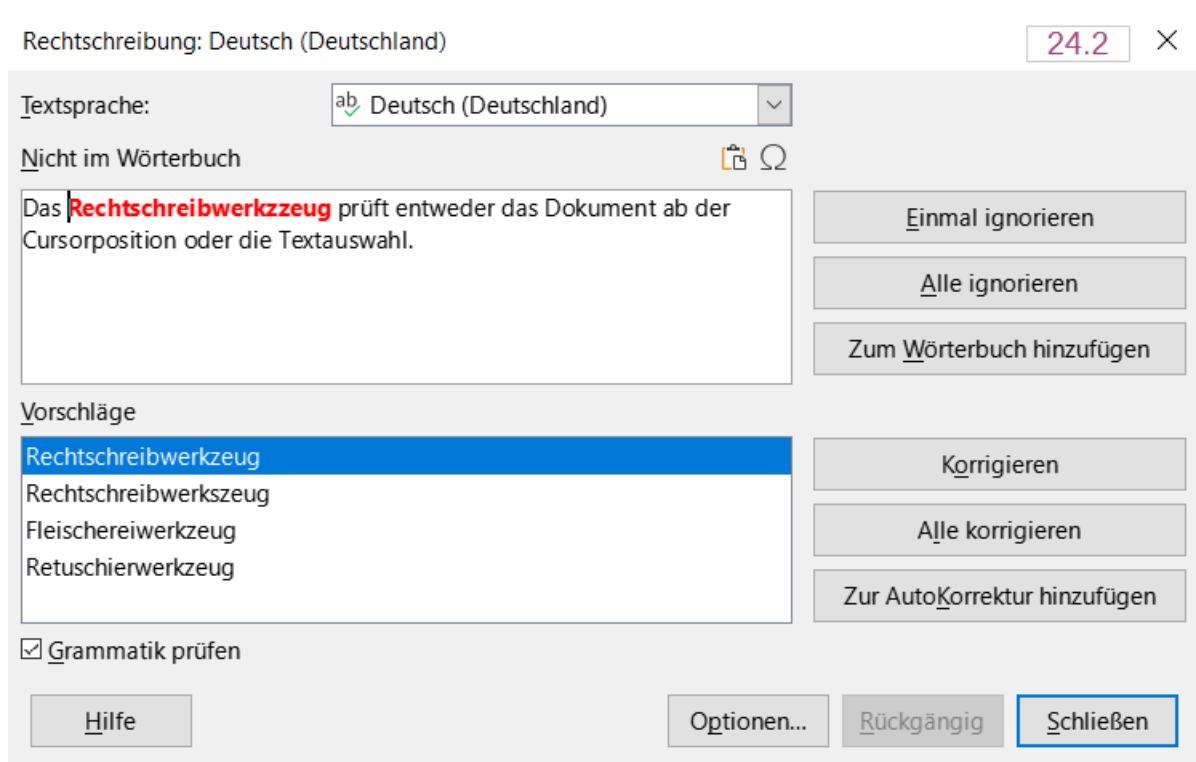 Rechtschreibung: Deutsch (Deutschland)
24.2
Textsprache:
Deutsch (Deutschland)
Nicht im Wörterbuch
Das Rechtschreibwerkzzeug prüft entweder das Dokument ab der
Cursorposition oder die Textauswahl.
Einmal ignorieren
Alle ignorieren
Zum Wörterbuch hinzufügen
Vorschläge
Rechtschreibwerkzeug
Rechtschreibwerkszeug
Fleischereiwerkzeug
Retuschierwerkzeug
Korrigieren
Alle korrigieren
Zur AutoKorrektur hinzufügen
Grammatik prüfen
Hilfe
Optionen...
Rückgängig
Schließen